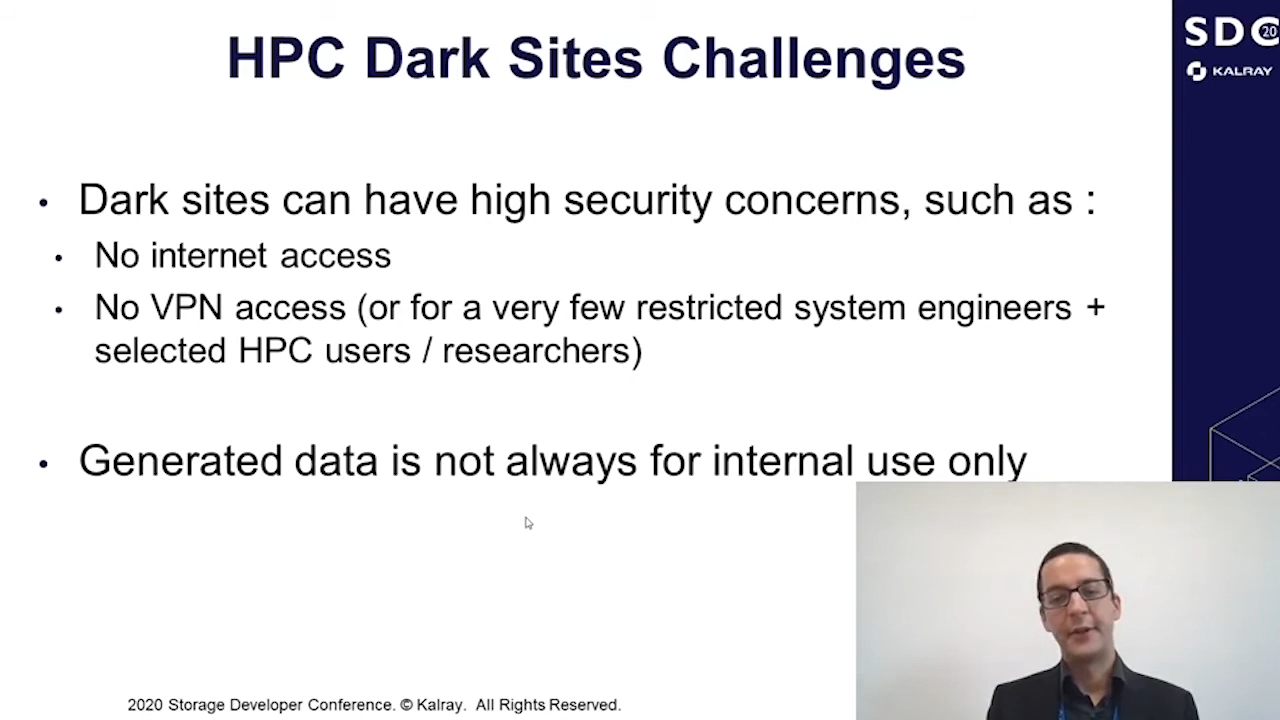 HPC Dark Sites Challenges
SDC
20
KALRAY
• Dark sites can have high security concerns, such as :
• No internet access
• No VPN access (or for a very few restricted system engineers +
selected HPC users / researchers)
• Generated data is not always for internal use only
2020 Storage Developer Conference. © Kalray. All Rights Reserved.